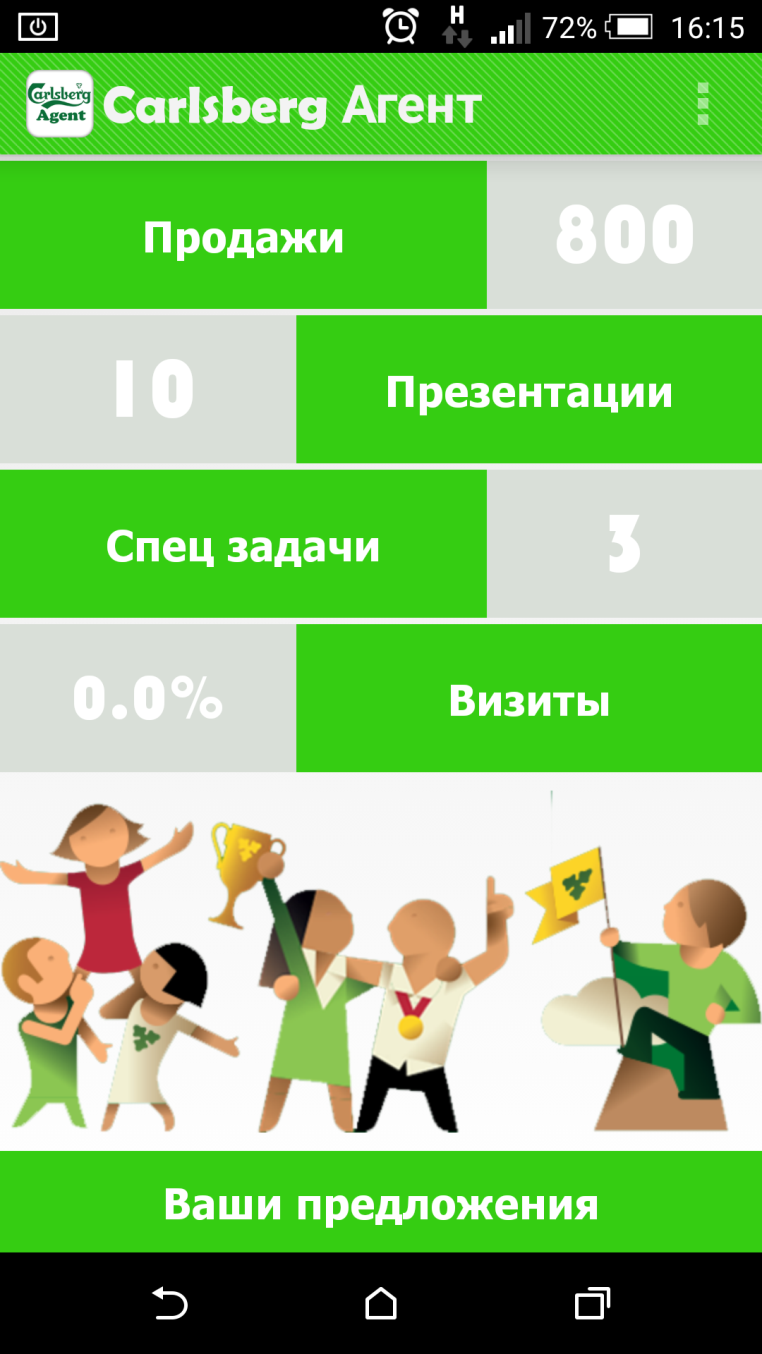 H
72%
16:15
Carlsberg
Agent
Carlsberg Агент
Продажи
800
10
Презентации
Спец задачи
3
0.0%
Визиты
Ваши предложения